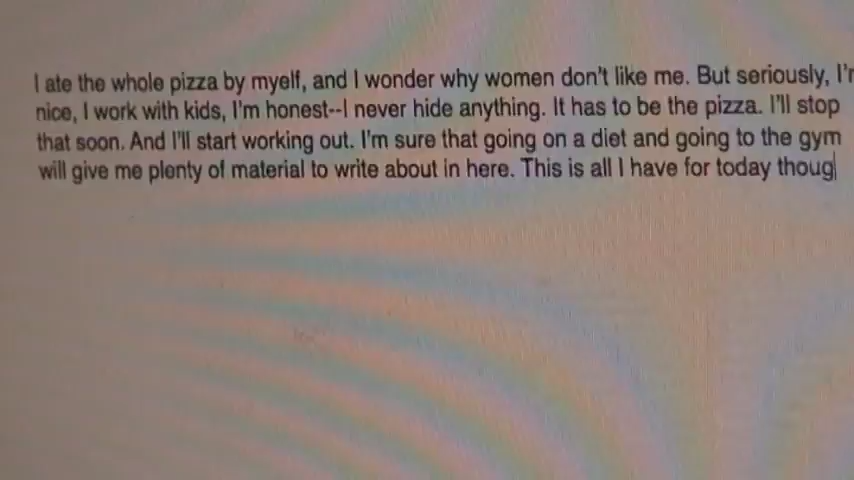 I ate the whole pizza by myelf, and I wonder why women don't like me. But seriously, I'm
nice, I work with kids, I'm honest--I never hide anything. It has to be the pizza. I'll stop
that soon. And I'll start working out. I'm sure that going on a diet and going to the gym
will give me plenty of material to write about in here. This is all I have for today thoug